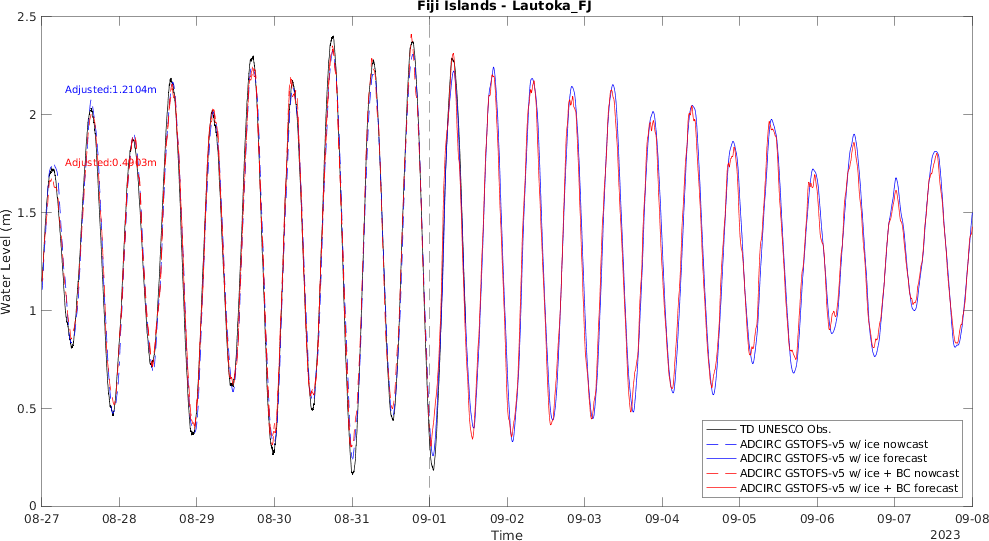 Fiji Islands - Lautoka_FJ
2.5
2
1.5
1
0.5
0
Water Level (m)
Adjusted:1.2104m
Adjusted:0.4903m
TD UNESCO Obs.
ADCIRC GSTOFS-v5 w/ ice nowcast
ADCIRC GSTOFS-v5 w/ ice forecast
ADCIRC GSTOFS-v5 w/ ice + BC nowcast
ADCIRC GSTOFS-v5 w/ ice + BC forecast
08-27 08-28 08-29 08-30 08-31 09-01 09-02 09-03 09-04 09-05 09-06 09-07 09-08
Time
2023